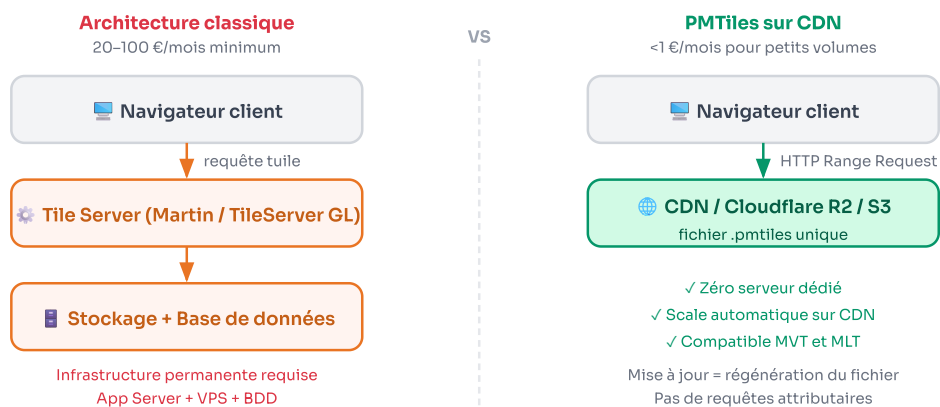 Architecture classique
20–100 €/mois minimum
Navigateur client
requête tuile
Tile Server (Martin / TileServer GL)
Stockage + Base de données
Infrastructure permanente requise
App Server + VPS + BDD
VS
PMTiles sur CDN
<1 €/mois pour petits volumes
Navigateur client
HTTP Range Request
CDN / Cloudflare R2 / S3
fichier .pmtiles unique
✓ Zéro serveur dédié
✓ Scale automatique sur CDN
✓ Compatible MVT et MLT
Mise à jour = régénération du fichier
Pas de requêtes attributaires